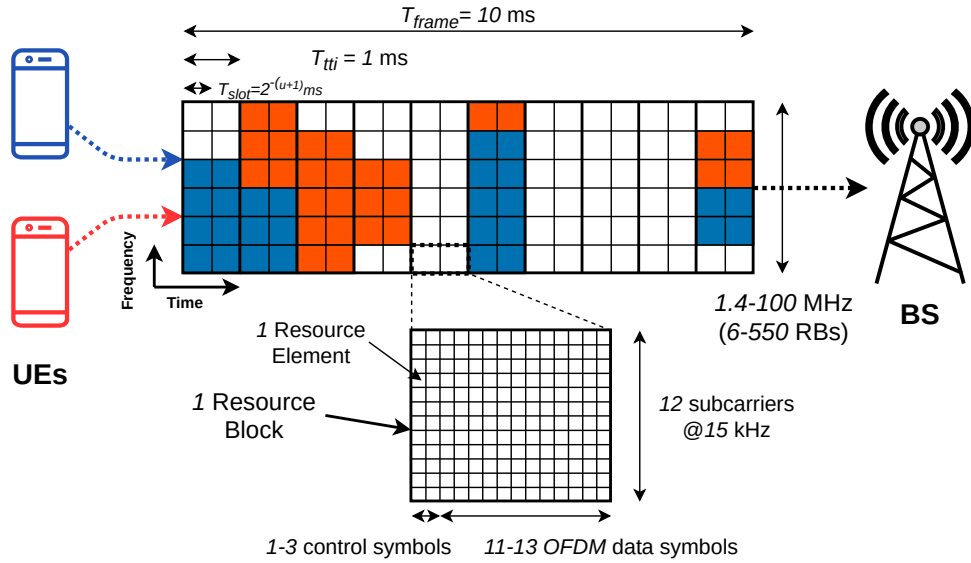 T_frame= 10 ms
T_tti = 1 ms
T_slot=2^-(u+1)ms
Frequency
Time
UEs
1.4-100 MHz
(6-550 RBs)
BS
1 Resource
Element
1 Resource
Block
12 subcarriers
@15 kHz
1-3 control symbols
11-13 OFDM data symbols